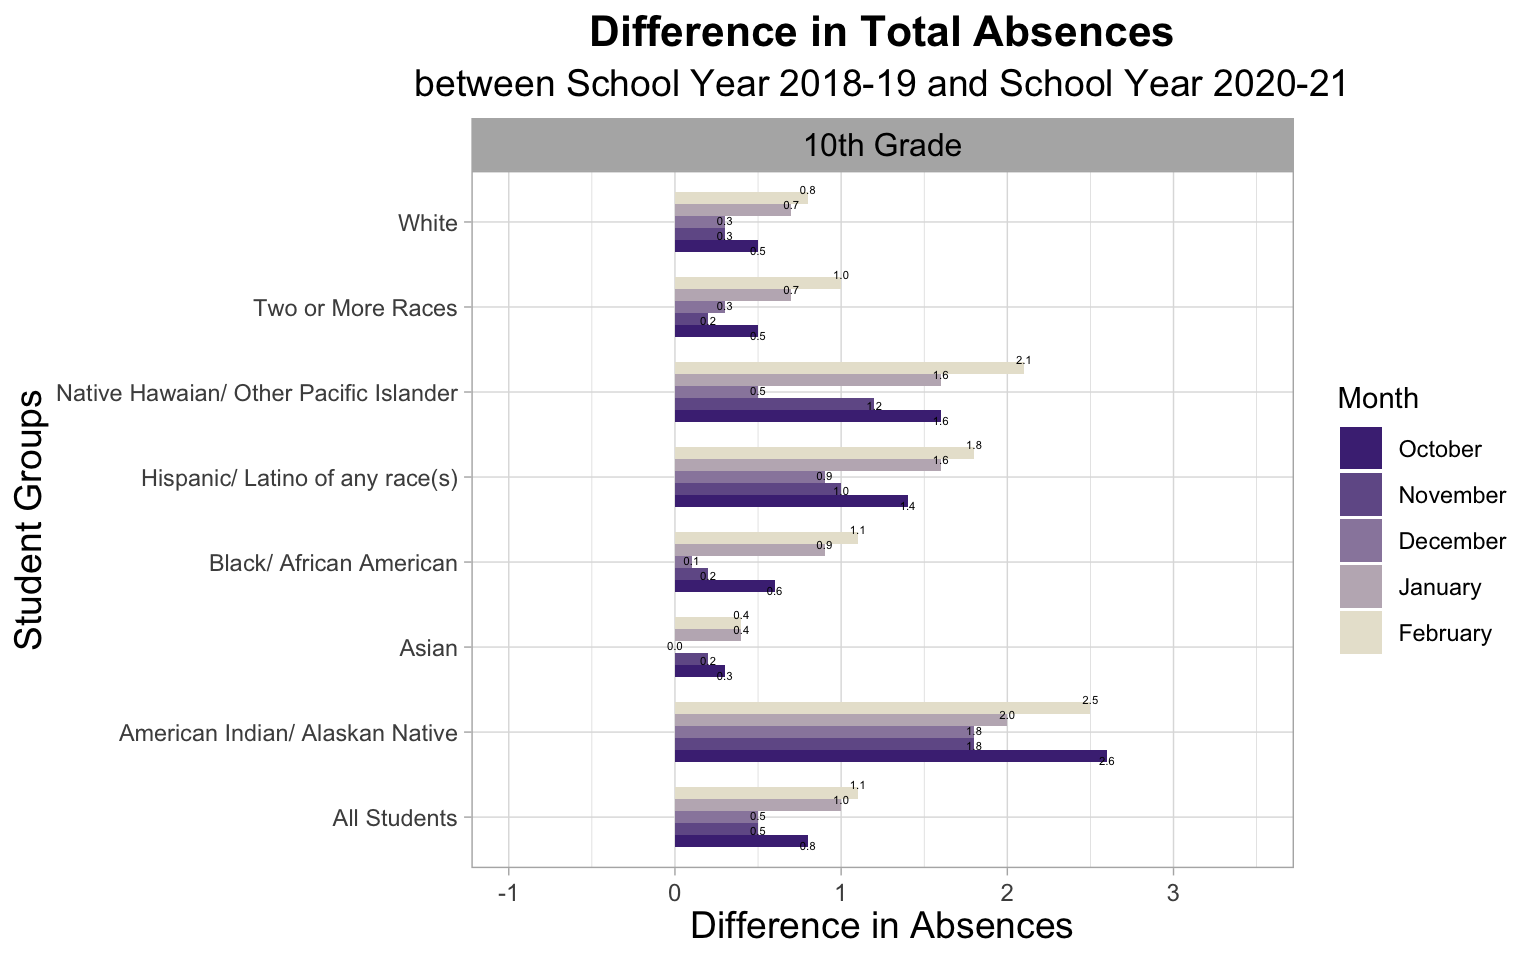 Difference in Total Absences
between School Year 2018-19 and School Year 2020-21
10th Grade
Student Groups
White
0.8
0.7
0.3
0.3
0.5
Two or More Races
1.0
0.7
0.3
0.2
0.5
Native Hawaian/ Other Pacific Islander
2.1
1.6
0.5
1.2
1.6
Hispanic/ Latino of any race(s)
1.8
1.6
0.9
1.0
1.4
Black/ African American
1.1
0.9
0.1
0.2
0.6
Asian
0.4
0.4
0.0
0.2
0.3
American Indian/ Alaskan Native
2.5
2.0
1.8
1.8
2.6
All Students
1.1
1.0
0.5
0.5
0.8
-1 0 1 2 3
Difference in Absences
Month
October
November
December
January
February